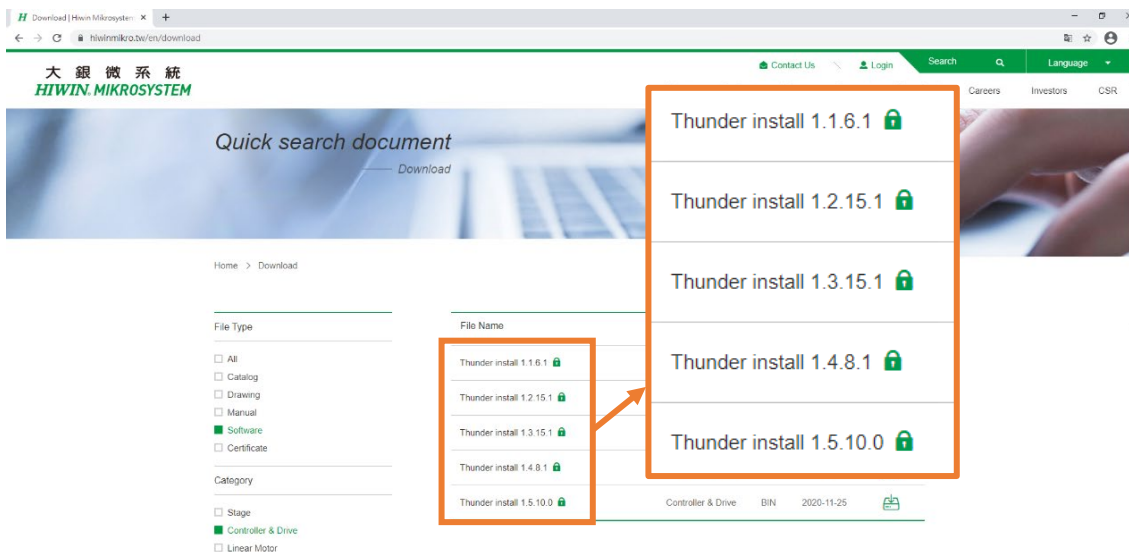 H Download | Hiwin Mikrosystem × +
hiwinmikro.tw/en/download
大銀微系統
HIWIN® MIKROSYSTEM
Contact Us
Login
Search
Language
Careers
Investors
CSR
Quick search document
Download
Home > Download
File Type
All
Catalog
Drawing
Manual
Software
Certificate
Category
Stage
Controller & Drive
Linear Motor
File Name
Thunder install 1.1.6.1
Thunder install 1.2.15.1
Thunder install 1.3.15.1
Thunder install 1.4.8.1
Thunder install 1.5.10.0 Controller & Drive BIN 2020-11-25
Thunder install 1.1.6.1
Thunder install 1.2.15.1
Thunder install 1.3.15.1
Thunder install 1.4.8.1
Thunder install 1.5.10.0